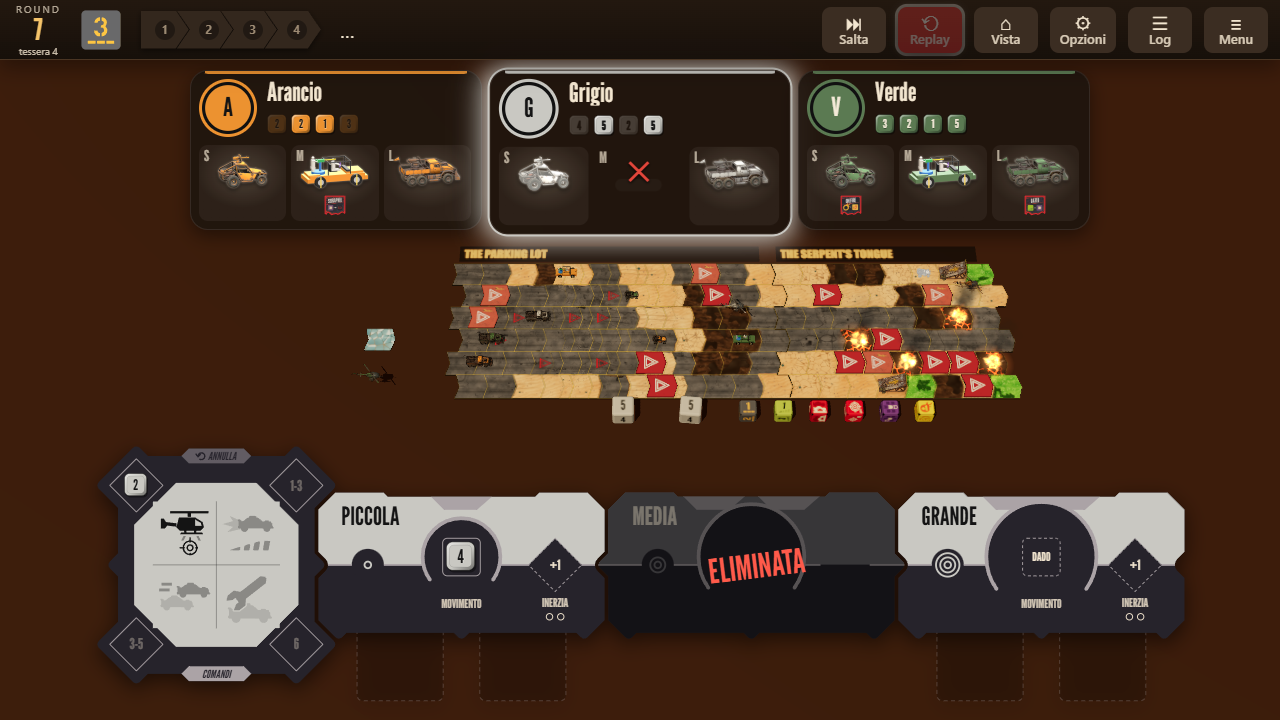 ROUND
7
tessera 4
3
1 2 3 4 ...
Salta
Replay
Vista
Opzioni
Log
Menu
A
Arancio
2 2 1 3
S M L
G
Grigio
4 5 2 5
S M L
V
Verde
3 2 1 5
S M L
THE PARKING LOT
THE SERPENT'S TONGUE
5 5
ANNULLA
2
1-3
3-5
6
COMANDI
PICCOLA
4
MOVIMENTO
+1
INERZIA
MEDIA
ELIMINATA
GRANDE
DADO
MOVIMENTO
+1
INERZIA